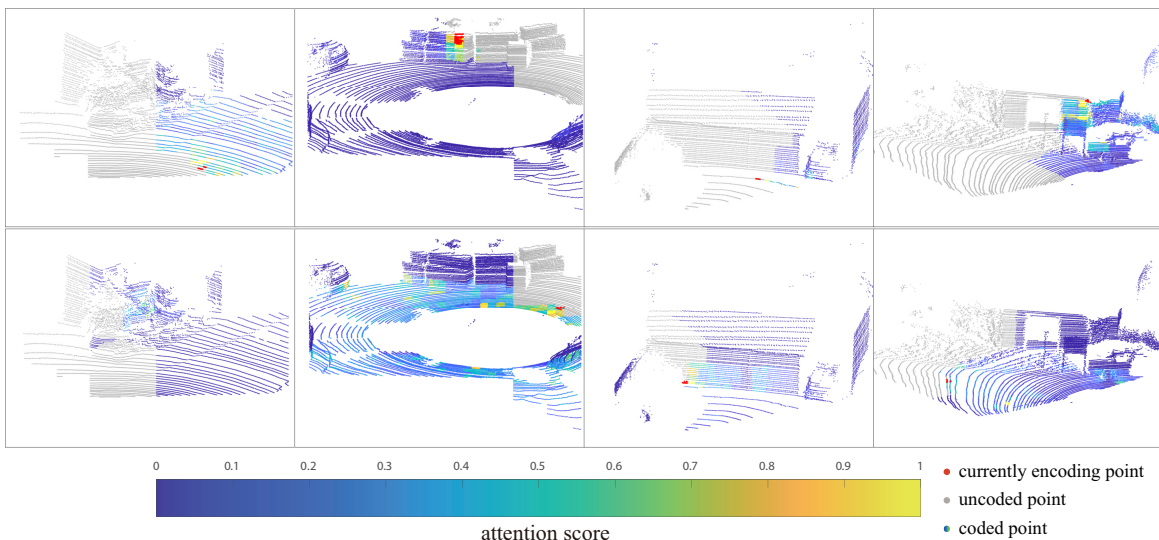 0 0.1 0.2 0.3 0.4 0.5 0.6 0.7 0.8 0.9 1
attention score
currently encoding point
uncoded point
coded point